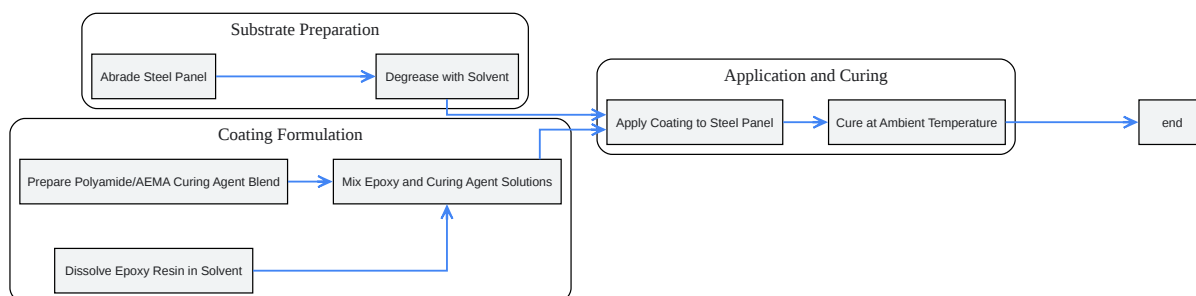 Substrate Preparation
Abrade Steel Panel
Degrease with Solvent
Coating Formulation
Prepare Polyamide/AEMA Curing Agent Blend
Mix Epoxy and Curing Agent Solutions
Dissolve Epoxy Resin in Solvent
Application and Curing
Apply Coating to Steel Panel
Cure at Ambient Temperature
end